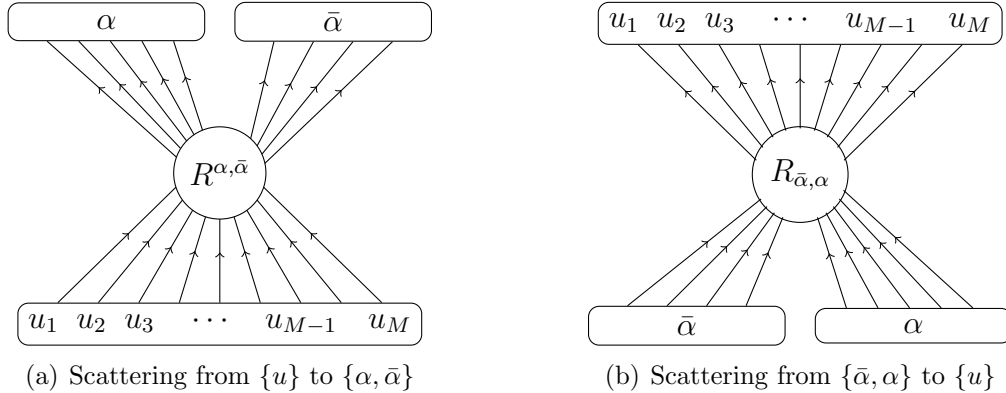 α ᾱ
R^{α,ᾱ}
u_1 u_2 u_3 ⋯ u_{M−1} u_M
(a) Scattering from {u} to {α, ᾱ}
u_1 u_2 u_3 ⋯ u_{M−1} u_M
R_{ᾱ,α}
ᾱ α
(b) Scattering from {ᾱ, α} to {u}